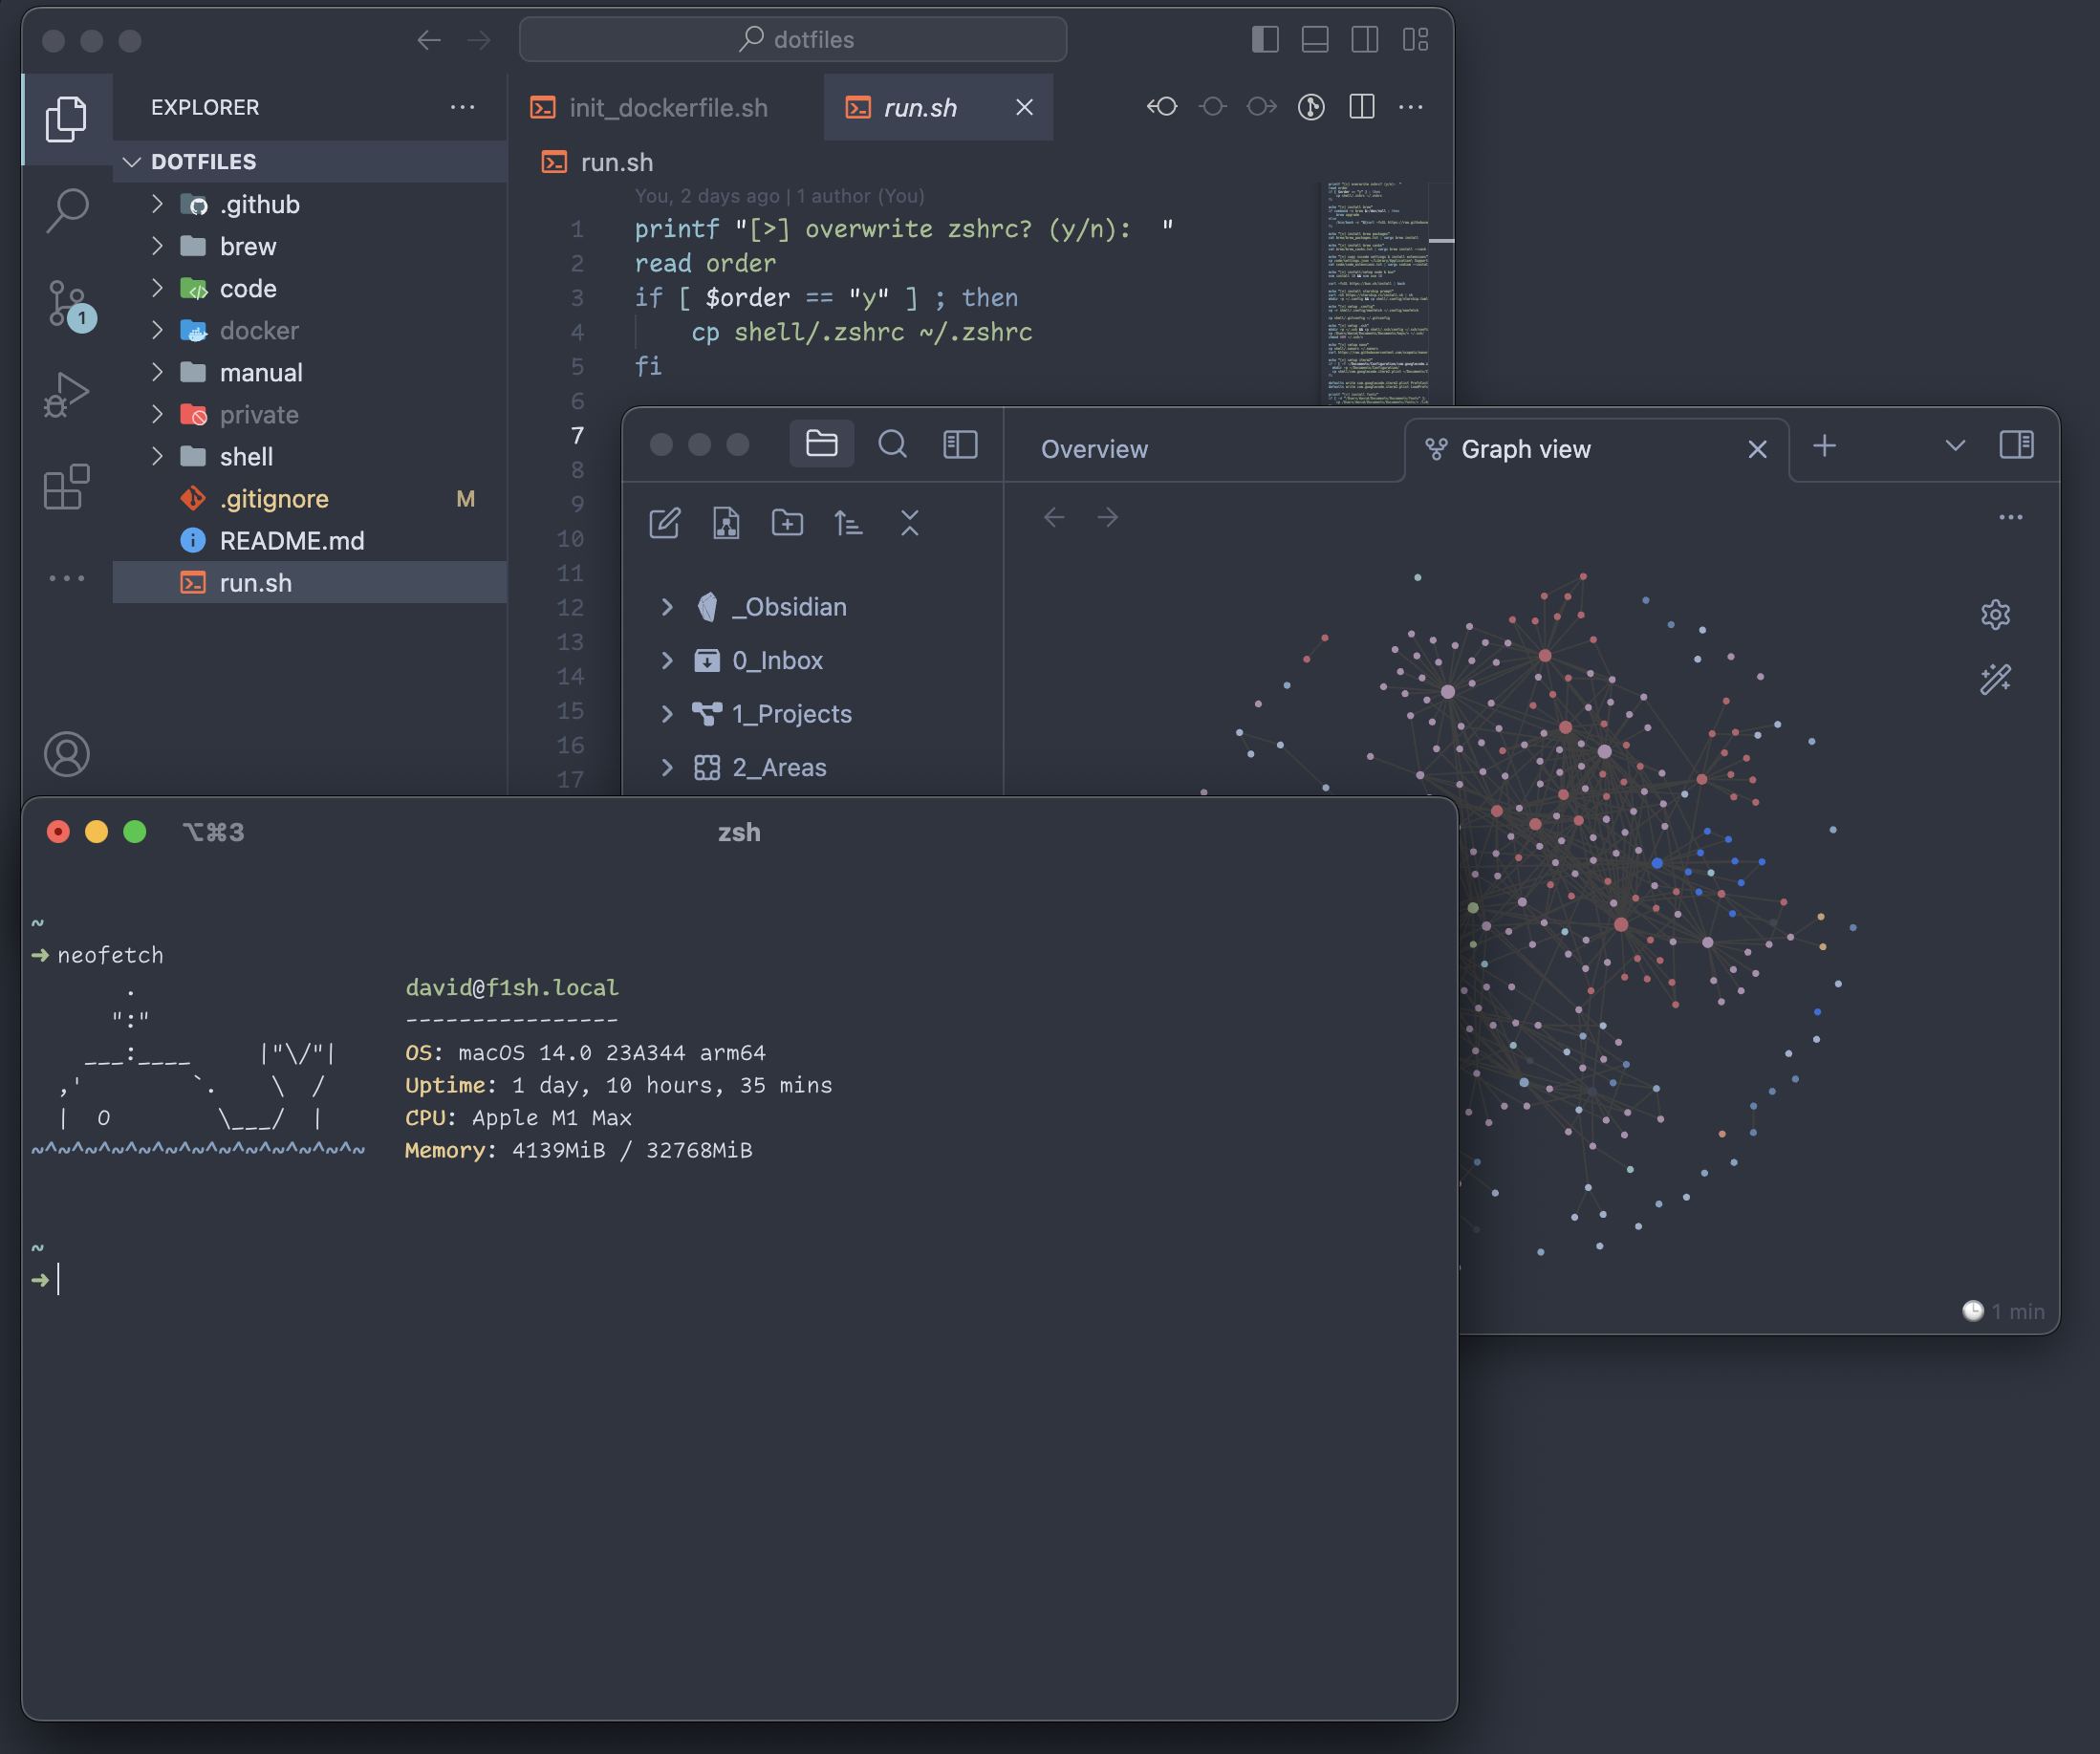 dotfiles
EXPLORER
DOTFILES
.github
brew
code
docker
manual
private
shell
.gitignore M
README.md
run.sh
1
init_dockerfile.sh
run.sh
run.sh
You, 2 days ago | 1 author (You)
1 printf "[>] overwrite zshrc? (y/n):  "
2 read order
3 if [ $order == "y" ] ; then
4     cp shell/.zshrc ~/.zshrc
5 fi
6
7
8
9
10
11
12
13
14
15
16
17
Overview
Graph view
_Obsidian
0_Inbox
1_Projects
2_Areas
1 min
⌥⌘3
zsh
~
➜ neofetch
david@f1sh.local
----------------
OS: macOS 14.0 23A344 arm64
Uptime: 1 day, 10 hours, 35 mins
CPU: Apple M1 Max
Memory: 4139MiB / 32768MiB
~
➜